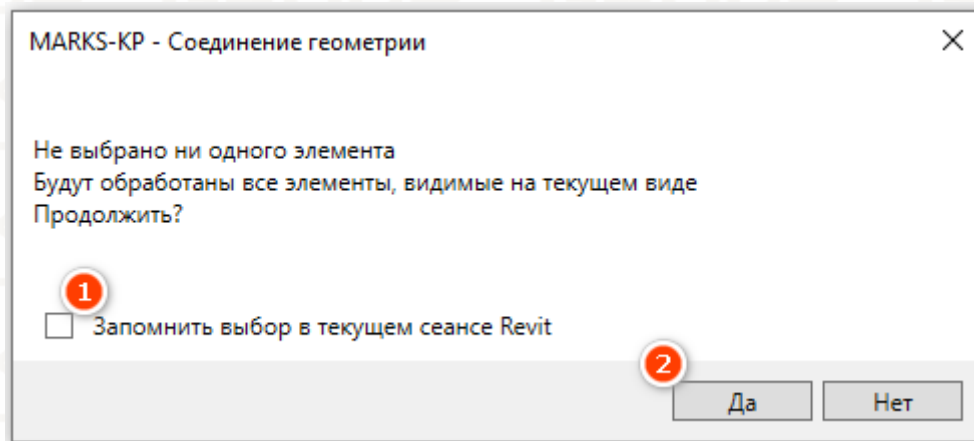 MARKS-KP - Соединение геометрии
Не выбрано ни одного элемента
Будут обработаны все элементы, видимые на текущем виде
Продолжить?
1
Запомнить выбор в текущем сеансе Revit
2
Да Нет